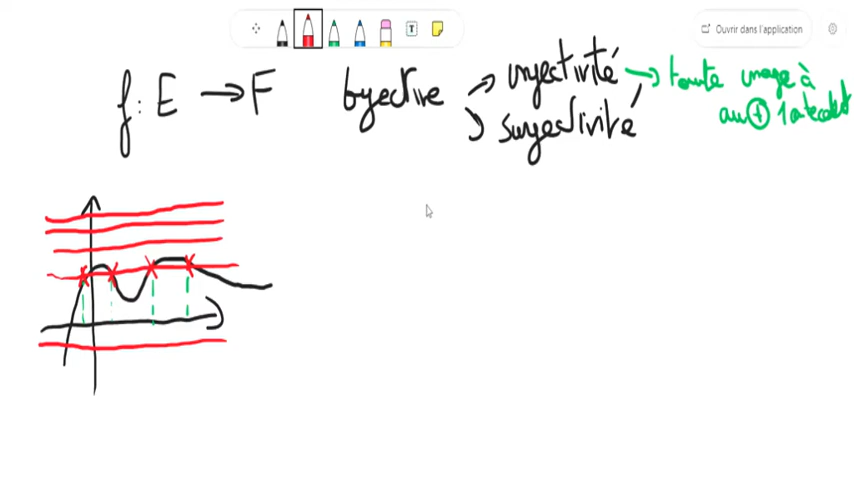 Ouvrir dans l'application
f: E → F bijective → injectivité → toute image à
→ surjectivité au ⊕ 1 antécédent